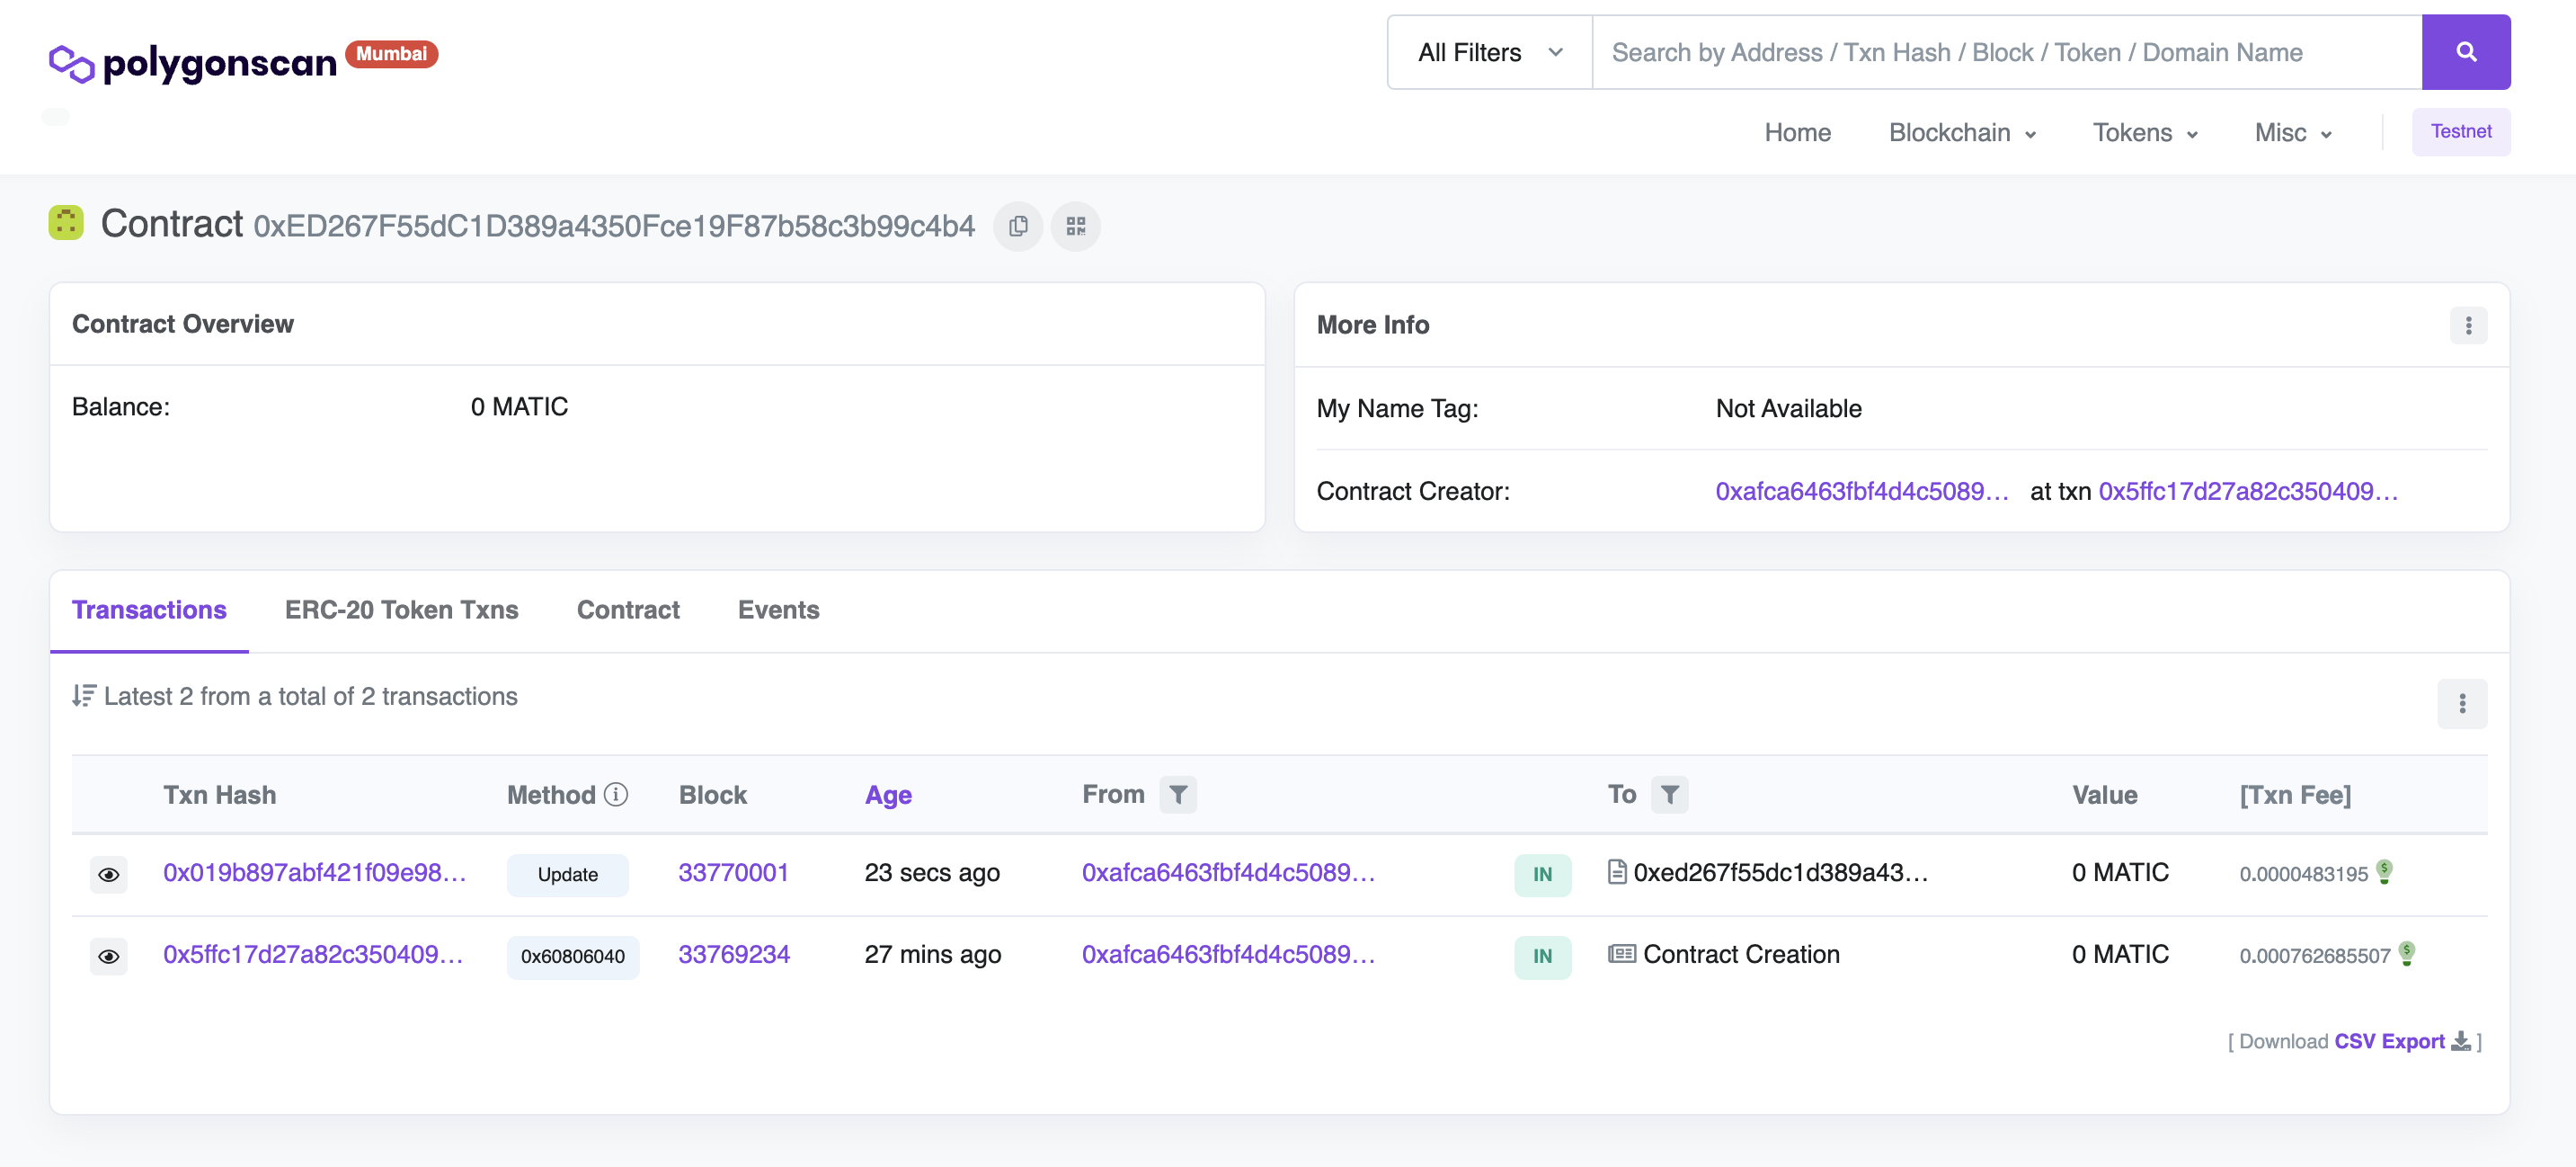 polygonscan Mumbai
All Filters
Search by Address / Txn Hash / Block / Token / Domain Name
Home Blockchain Tokens Misc Testnet
Contract 0xED267F55dC1D389a4350Fce19F87b58c3b99c4b4
Contract Overview
Balance: 0 MATIC
More Info
My Name Tag: Not Available
Contract Creator: 0xafca6463fbf4d4c5089... at txn 0x5ffc17d27a82c350409...
Transactions ERC-20 Token Txns Contract Events
Latest 2 from a total of 2 transactions
Txn Hash Method Block Age From To Value [Txn Fee]
0x019b897abf421f09e98... Update 33770001 23 secs ago 0xafca6463fbf4d4c5089... IN 0xed267f55dc1d389a43... 0 MATIC 0.0000483195
0x5ffc17d27a82c350409... 0x60806040 33769234 27 mins ago 0xafca6463fbf4d4c5089... IN Contract Creation 0 MATIC 0.000762685507
[ Download CSV Export ]